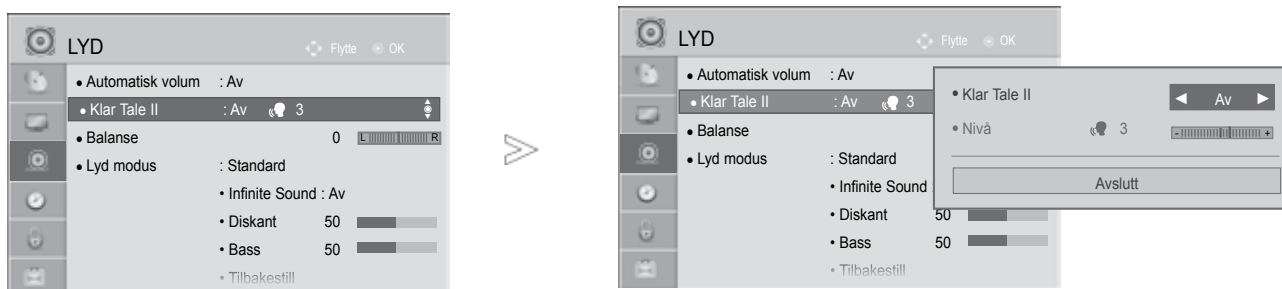 LYD
Flytte OK
• Automatisk volum : Av
• Klar Tale II : Av 3
• Balanse 0 L R
• Lyd modus : Standard
• Infinite Sound : Av
• Diskant 50
• Bass 50
• Tilbakestill
LYD
Flytte OK
• Automatisk volum : Av
• Klar Tale II : Av 3
• Balanse
• Lyd modus : Standard
• Infinite Sound
• Diskant 50
• Bass 50
• Tilbakestill
• Klar Tale II ◄ Av ►
• Nivå 3 - +
Avslutt